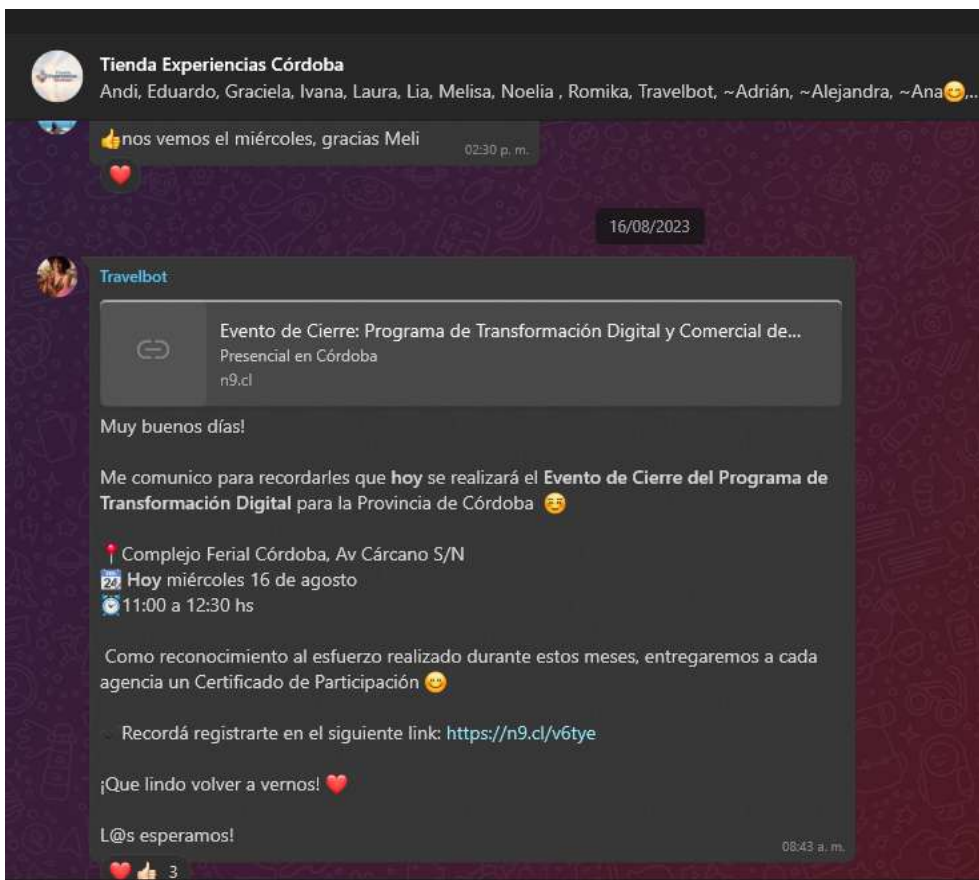 Tienda Experiencias Córdoba
Andi, Eduardo, Graciela, Ivana, Laura, Lia, Melisa, Noelia , Romika, Travelbot, ~Adrián, ~Alejandra, ~Ana😊,...
👍nos vemos el miércoles, gracias Meli
02:30 p. m.
❤️
16/08/2023
Travelbot
Evento de Cierre: Programa de Transformación Digital y Comercial de...
Presencial en Córdoba
n9.cl
Muy buenos días!
Me comunico para recordarles que hoy se realizará el Evento de Cierre del Programa de
Transformación Digital para la Provincia de Córdoba ☺️
📍Complejo Ferial Córdoba, Av Cárcano S/N
📆 Hoy miércoles 16 de agosto
⏰11:00 a 12:30 hs
Como reconocimiento al esfuerzo realizado durante estos meses, entregaremos a cada
agencia un Certificado de Participación 😊
✔️Recordá registrarte en el siguiente link: https://n9.cl/v6tye
¡Que lindo volver a vernos! ❤️
L@s esperamos!
08:43 a. m.
❤️👍🏻 3